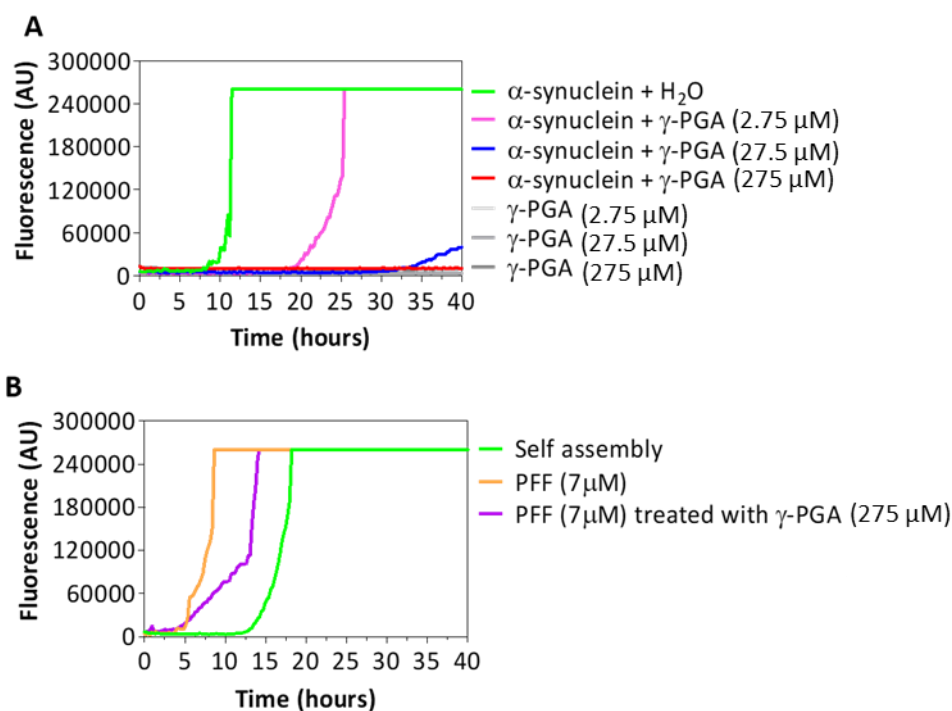 A
300000
240000
180000
120000
60000
0
Fluorescence (AU)
0 5 10 15 20 25 30 35 40
Time (hours)
α-synuclein + H₂O
α-synuclein + γ-PGA (2.75 μM)
α-synuclein + γ-PGA (27.5 μM)
α-synuclein + γ-PGA (275 μM)
γ-PGA (2.75 μM)
γ-PGA (27.5 μM)
γ-PGA (275 μM)
B
300000
240000
180000
120000
60000
0
Fluorescence (AU)
0 5 10 15 20 25 30 35 40
Time (hours)
Self assembly
PFF (7μM)
PFF (7μM) treated with γ-PGA (275 μM)